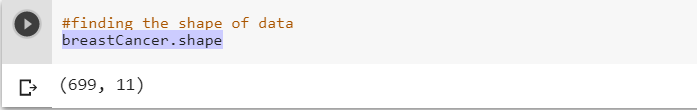 #finding the shape of data
breastCancer.shape
(699, 11)